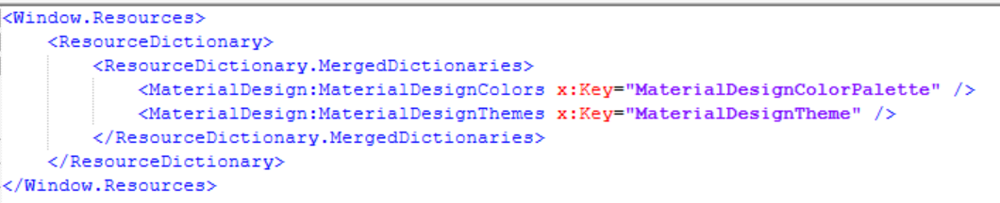 <Window.Resources>
<ResourceDictionary>
<ResourceDictionary.MergedDictionaries>
<MaterialDesign:MaterialDesignColors x:Key="MaterialDesignColorPalette" />
<MaterialDesign:MaterialDesignThemes x:Key="MaterialDesignTheme" />
</ResourceDictionary.MergedDictionaries>
</ResourceDictionary>
</Window.Resources>